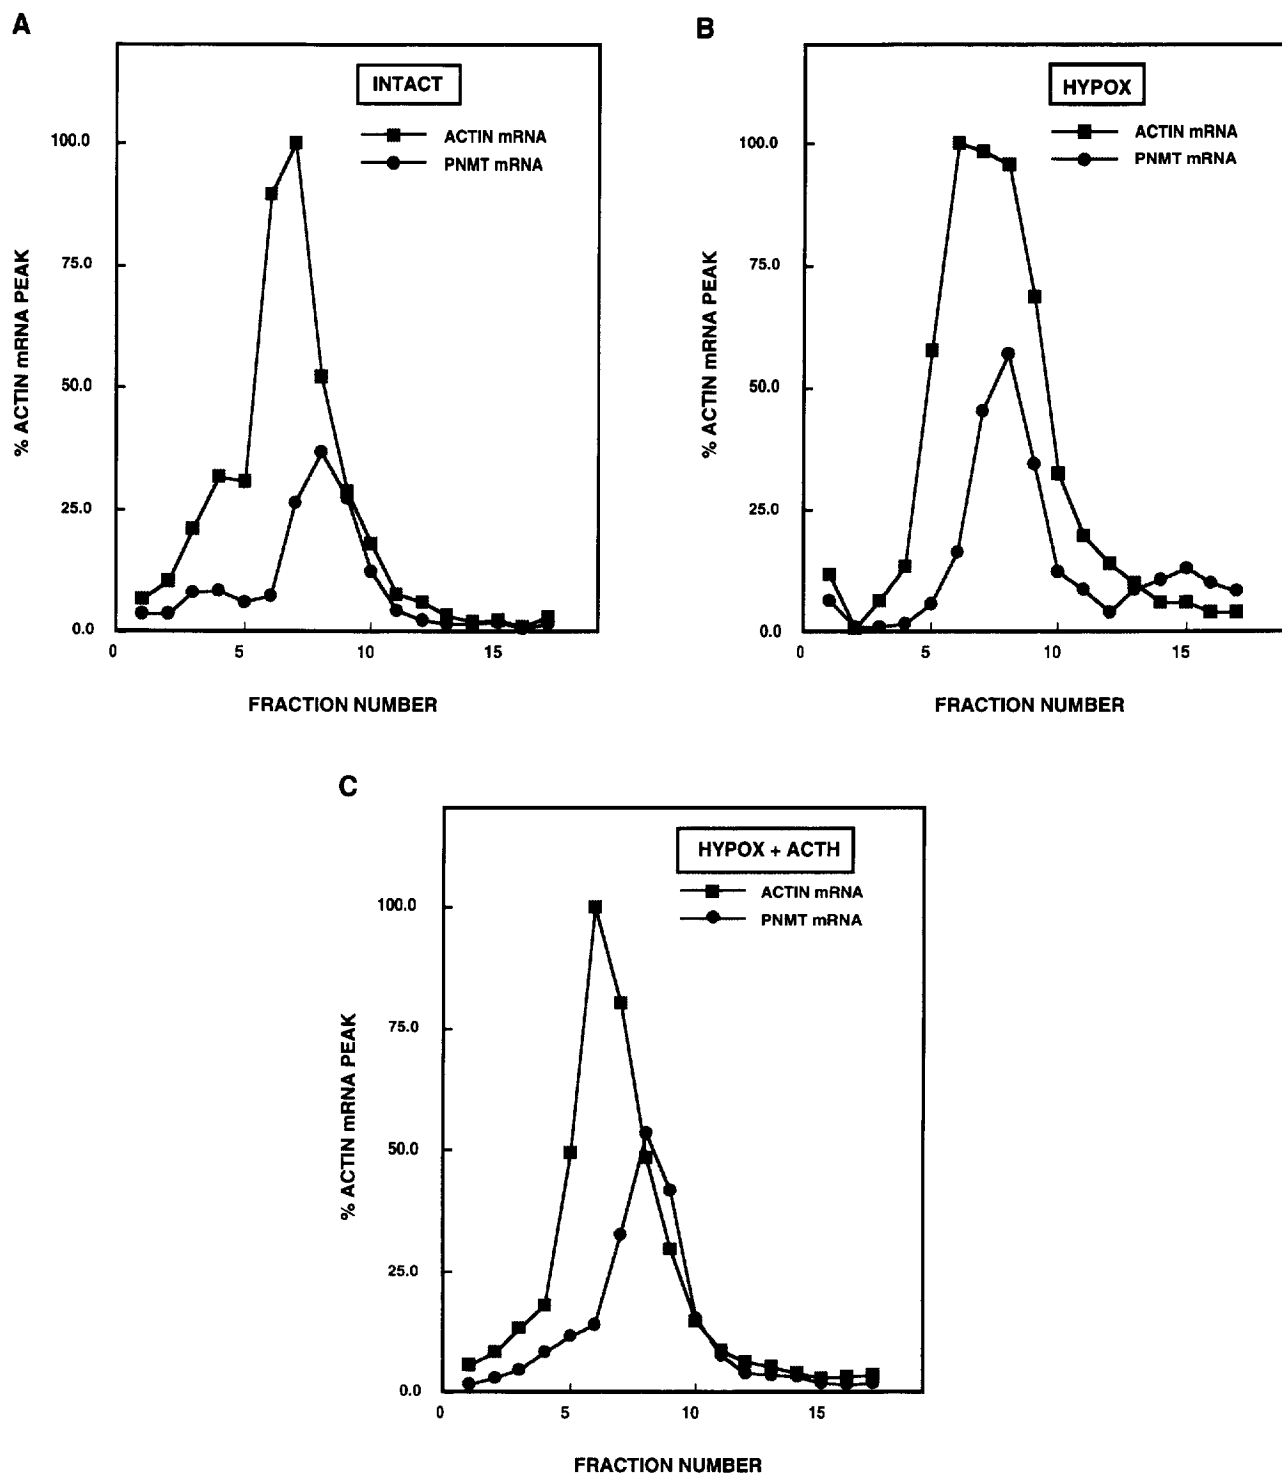 A
INTACT
ACTIN mRNA
PNMT mRNA
100.0
75.0
50.0
25.0
0.0
% ACTIN mRNA PEAK
0 5 10 15
FRACTION NUMBER
B
HYPOX
ACTIN mRNA
PNMT mRNA
100.0
75.0
50.0
25.0
0.0
% ACTIN mRNA PEAK
0 5 10 15
FRACTION NUMBER
C
HYPOX + ACTH
ACTIN mRNA
PNMT mRNA
100.0
75.0
50.0
25.0
0.0
% ACTIN mRNA PEAK
0 5 10 15
FRACTION NUMBER